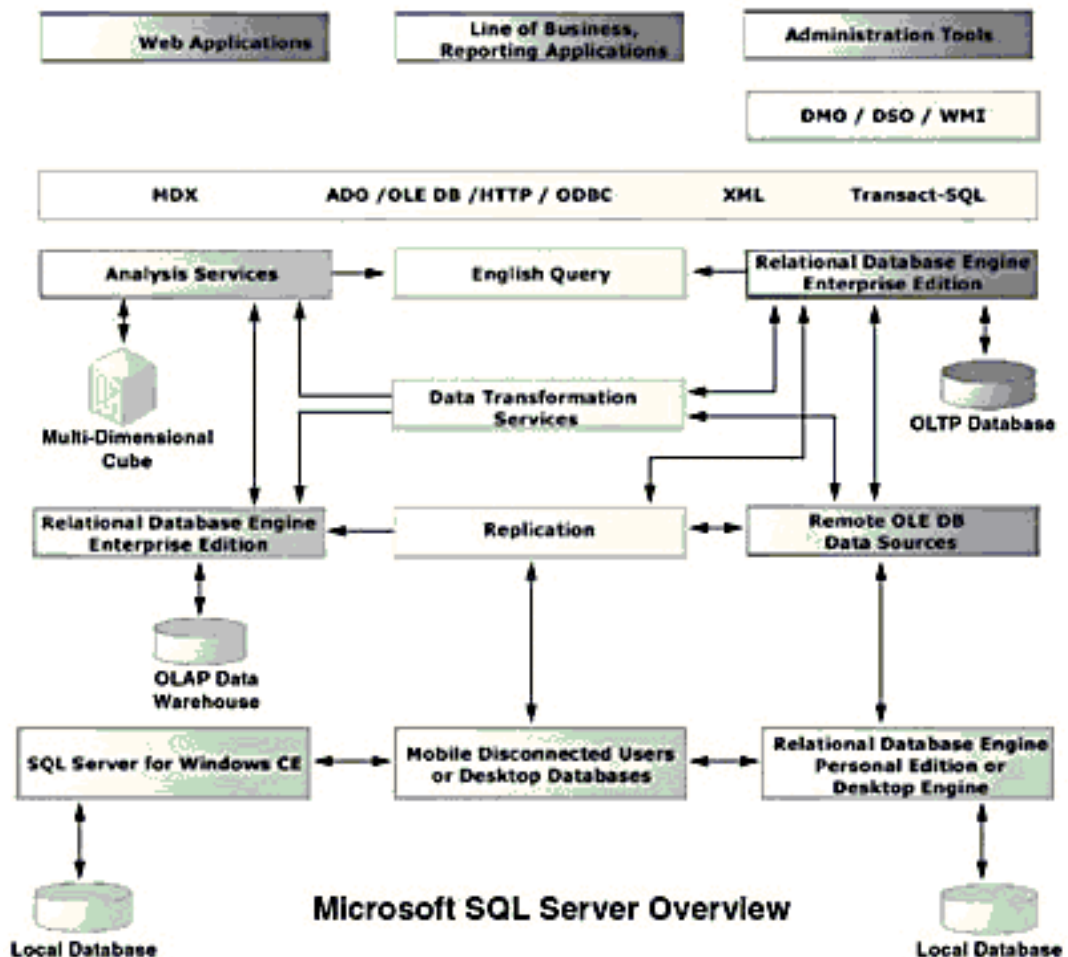 Web Applications
Line of Business,
Reporting Applications
Administration Tools
DMO / DSO / WMI
MDX
ADO /OLE DB /HTTP / ODBC
XML
Transact-SQL
Analysis Services
English Query
Relational Database Engine
Enterprise Edition
Multi-Dimensional
Cube
Data Transformation
Services
OLTP Database
Relational Database Engine
Enterprise Edition
Replication
Remote OLE DB
Data Sources
OLAP Data
Warehouse
SQL Server for Windows CE
Mobile Disconnected Users
or Desktop Databases
Relational Database Engine
Personal Edition or
Desktop Engine
Local Database
Microsoft SQL Server Overview
Local Database